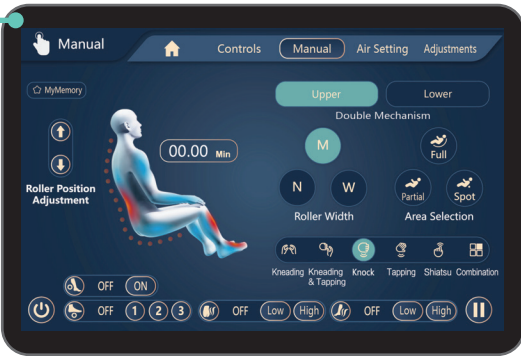 Manual
Controls
Manual
Air Setting
Adjustments
MyMemory
Upper
Lower
Double Mechanism
00.00 Min
M
N
W
Roller Width
Full
Partial
Spot
Area Selection
Roller Position
Adjustment
Kneading
Kneading
& Tapping
Knock
Tapping
Shiatsu
Combination
OFF
ON
OFF
1
2
3
OFF
Low
High
OFF
Low
High